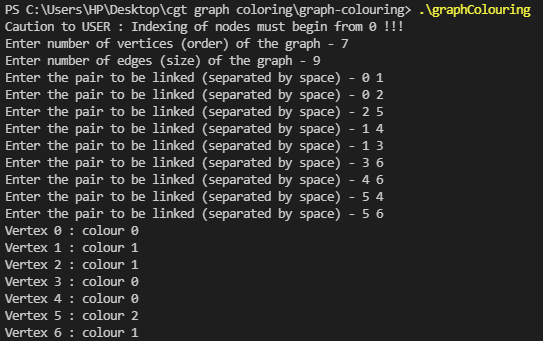 PS C:\Users\HP\Desktop\cgt graph coloring\graph-colouring> .\graphColouring
Caution to USER : Indexing of nodes must begin from 0 !!!
Enter number of vertices (order) of the graph - 7
Enter number of edges (size) of the graph - 9
Enter the pair to be linked (separated by space) - 0 1
Enter the pair to be linked (separated by space) - 0 2
Enter the pair to be linked (separated by space) - 2 5
Enter the pair to be linked (separated by space) - 1 4
Enter the pair to be linked (separated by space) - 1 3
Enter the pair to be linked (separated by space) - 3 6
Enter the pair to be linked (separated by space) - 4 6
Enter the pair to be linked (separated by space) - 5 4
Enter the pair to be linked (separated by space) - 5 6
Vertex 0 : colour 0
Vertex 1 : colour 1
Vertex 2 : colour 1
Vertex 3 : colour 0
Vertex 4 : colour 0
Vertex 5 : colour 2
Vertex 6 : colour 1